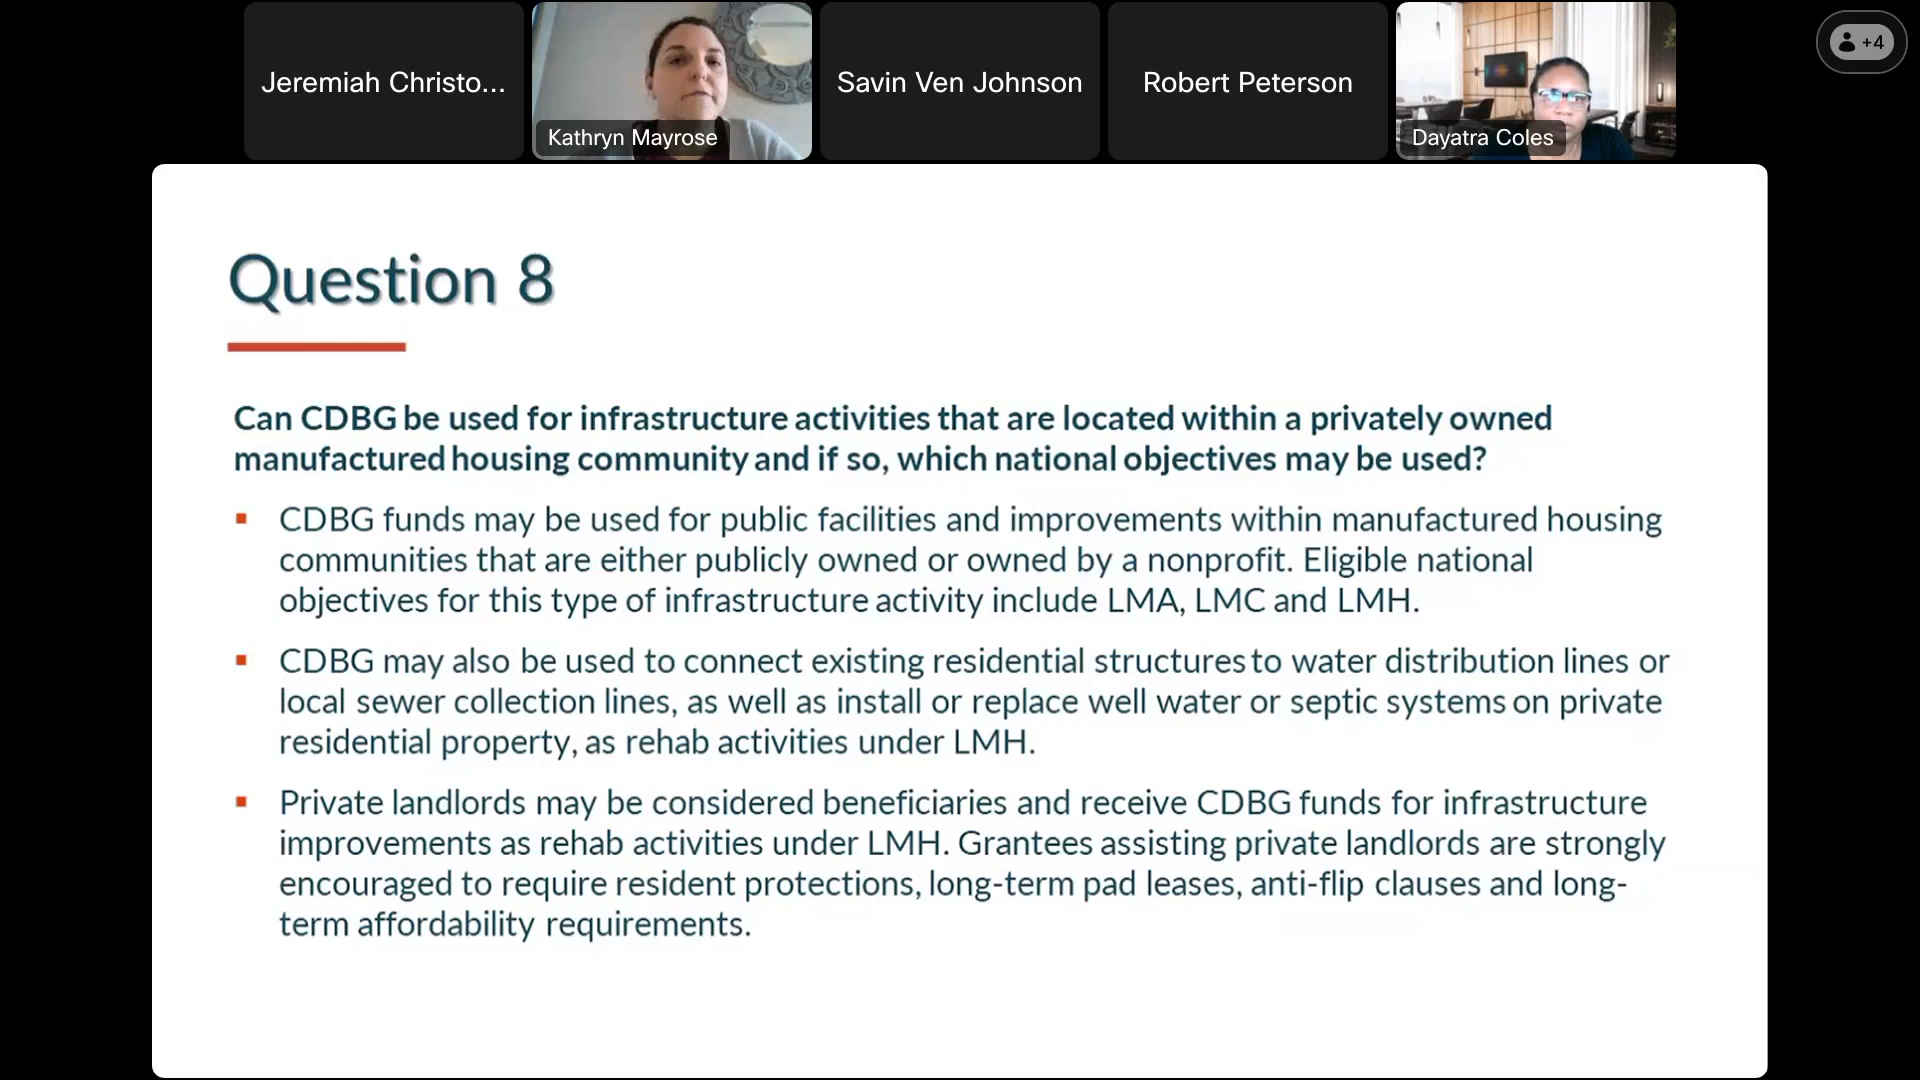 Jeremiah Christo...
Kathryn Mayrose
Savin Ven Johnson
Robert Peterson
Dayatra Coles
+4
Question 8
Can CDBG be used for infrastructure activities that are located within a privately owned
manufactured housing community and if so, which national objectives may be used?
▪ CDBG funds may be used for public facilities and improvements within manufactured housing
communities that are either publicly owned or owned by a nonprofit. Eligible national
objectives for this type of infrastructure activity include LMA, LMC and LMH.
▪ CDBG may also be used to connect existing residential structures to water distribution lines or
local sewer collection lines, as well as install or replace well water or septic systems on private
residential property, as rehab activities under LMH.
▪ Private landlords may be considered beneficiaries and receive CDBG funds for infrastructure
improvements as rehab activities under LMH. Grantees assisting private landlords are strongly
encouraged to require resident protections, long-term pad leases, anti-flip clauses and long-
term affordability requirements.